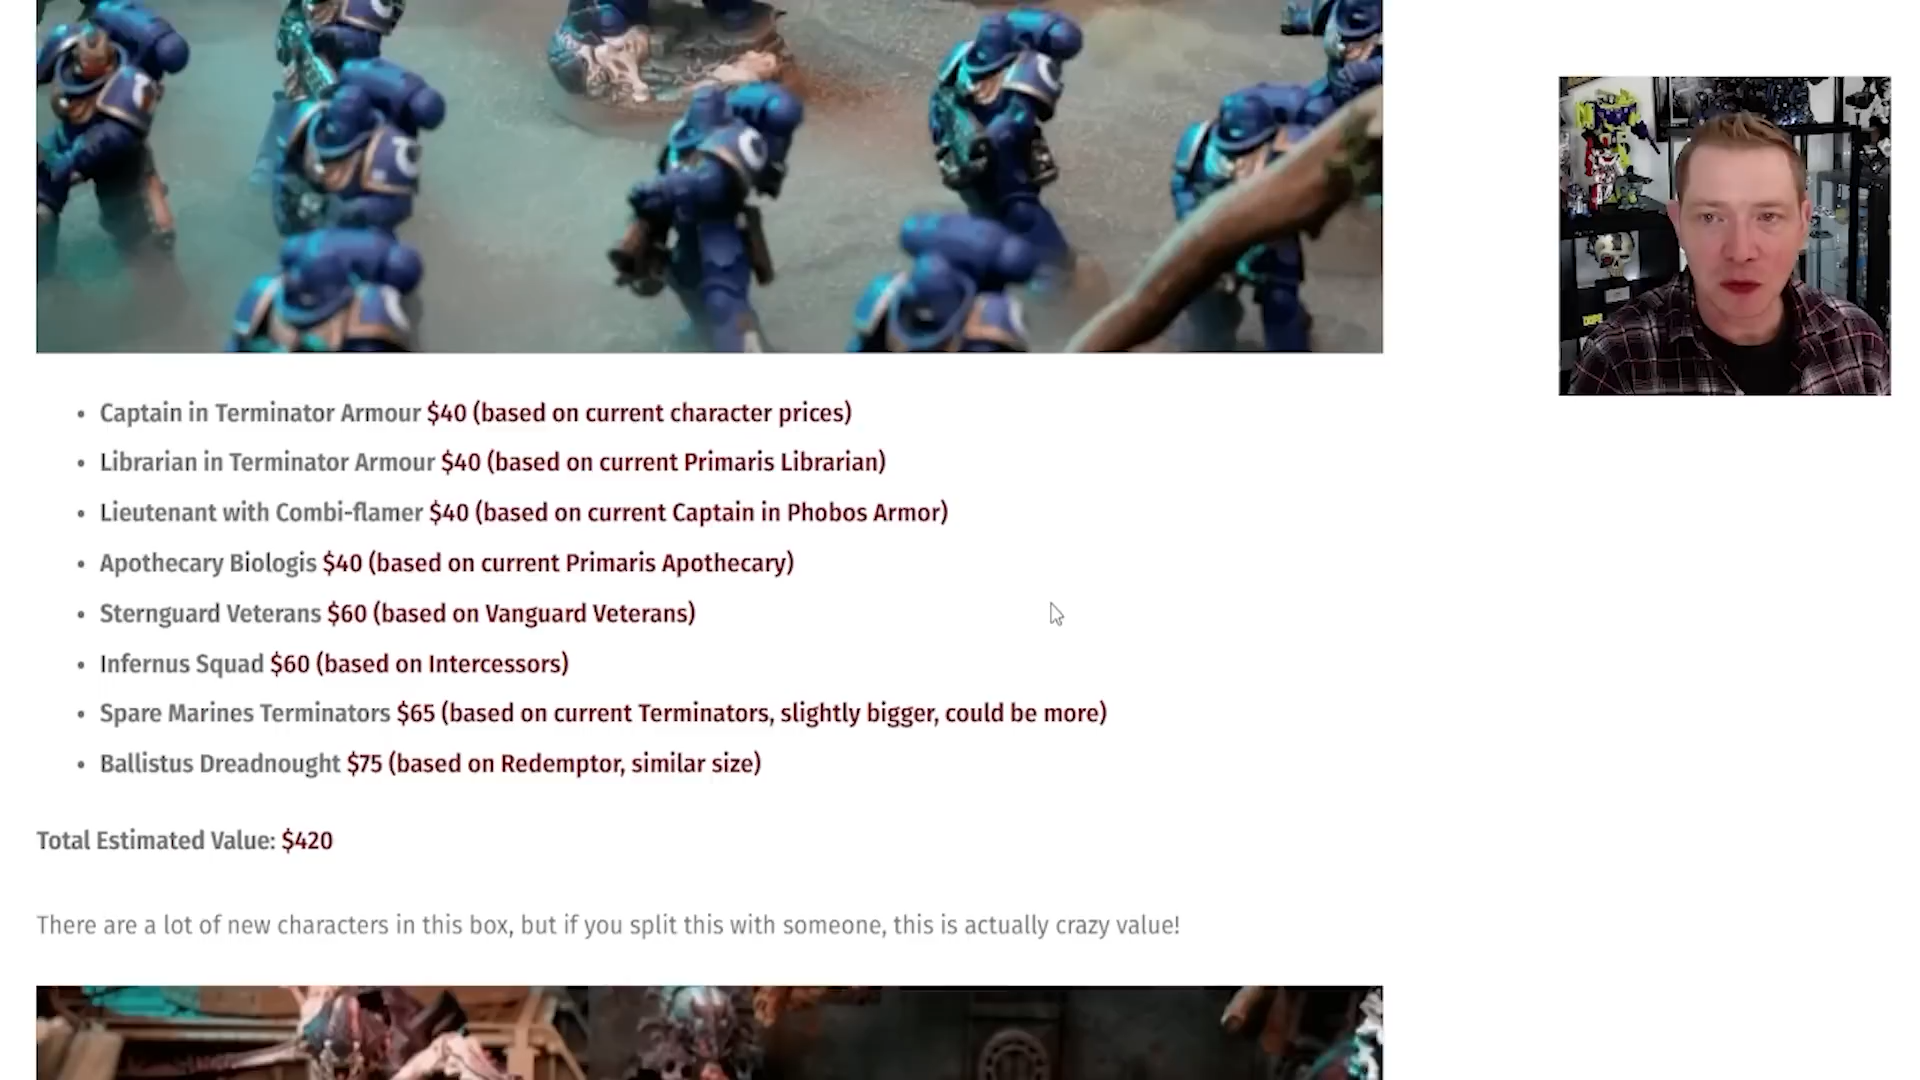 Captain in Terminator Armour $40 (based on current character prices)
Librarian in Terminator Armour $40 (based on current Primaris Librarian)
Lieutenant with Combi-flamer $40 (based on current Captain in Phobos Armor)
Apothecary Biologis $40 (based on current Primaris Apothecary)
Sternguard Veterans $60 (based on Vanguard Veterans)
Infernus Squad $60 (based on Intercessors)
Spare Marines Terminators $65 (based on current Terminators, slightly bigger, could be more)
Ballistus Dreadnought $75 (based on Redemptor, similar size)
Total Estimated Value: $420
There are a lot of new characters in this box, but if you split this with someone, this is actually crazy value!